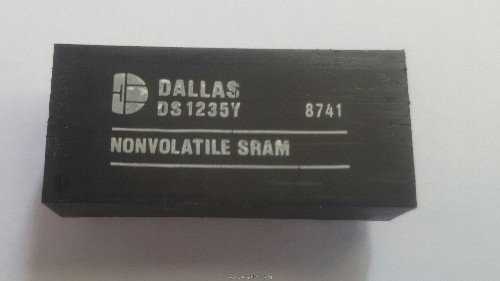 DALLAS
DS1235Y 8741
NONVOLATILE SRAM